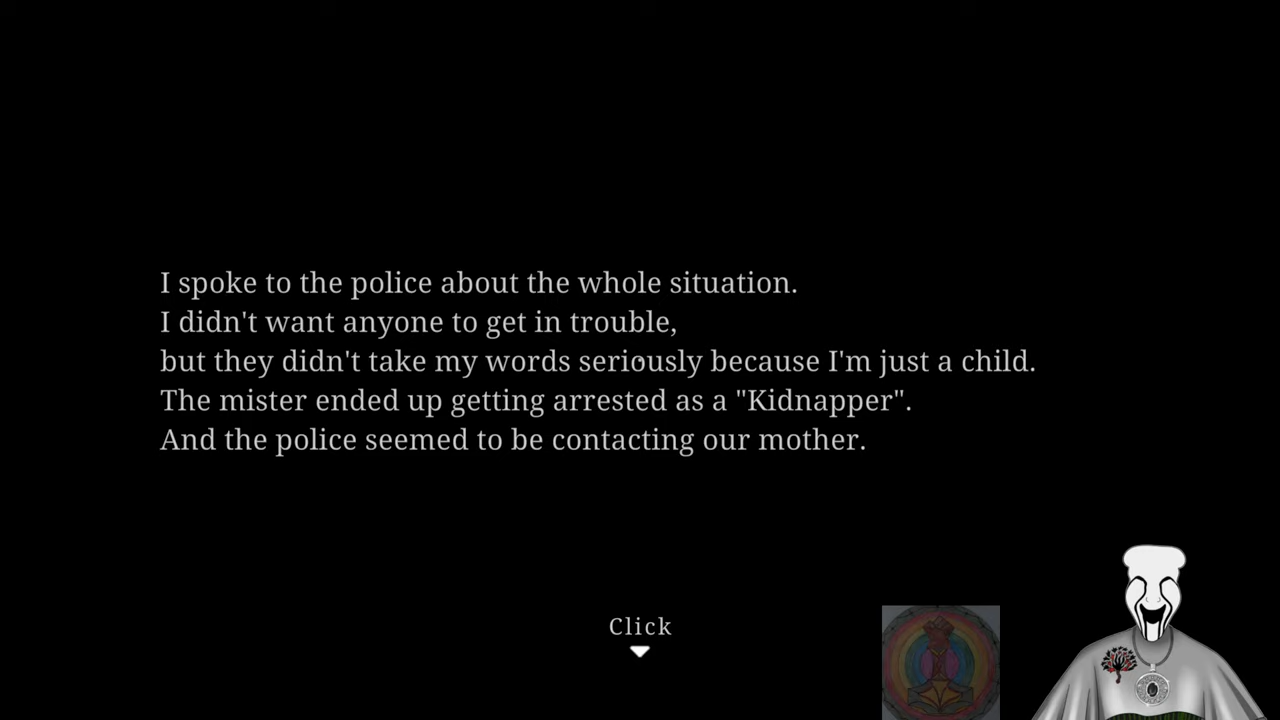 I spoke to the police about the whole situation.
I didn't want anyone to get in trouble,
but they didn't take my words seriously because I'm just a child.
The mister ended up getting arrested as a "Kidnapper".
And the police seemed to be contacting our mother.
Click